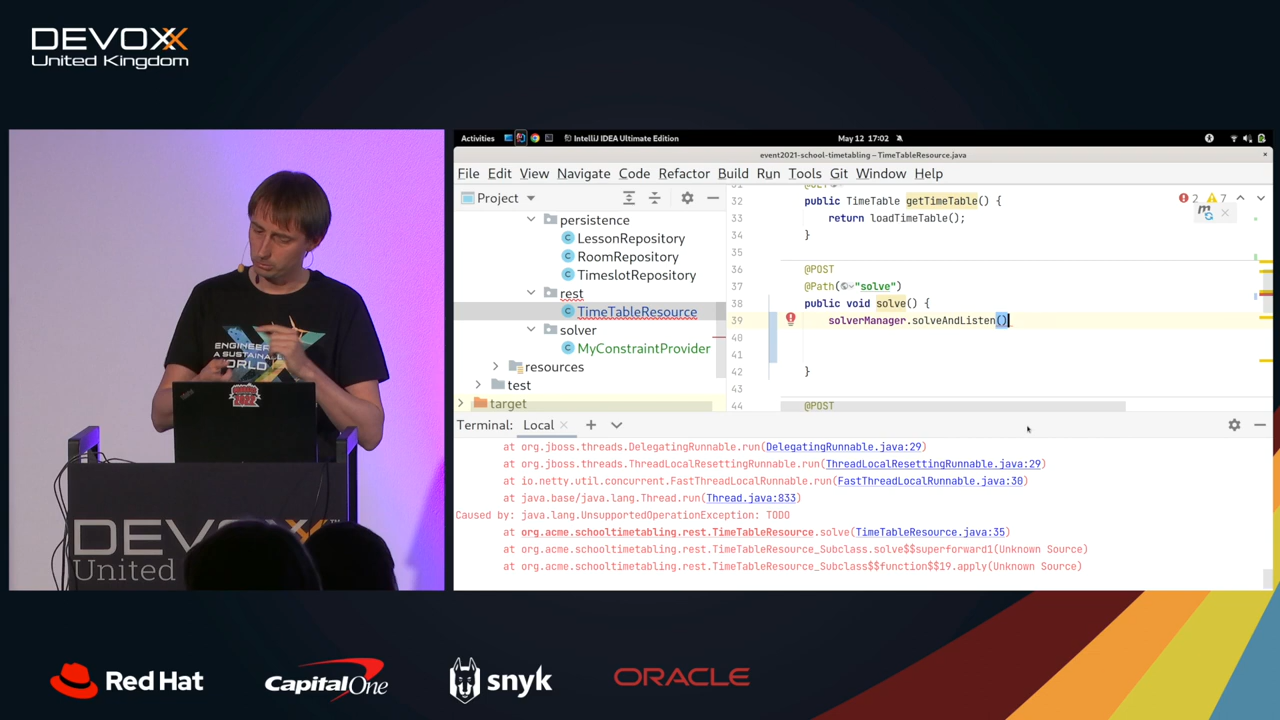 DEVOXX
United Kingdom
ENGINEER
A SUSTAINABLE
WORLD
DEVOXX
United
Activities
IntelliJ IDEA Ultimate Edition
May 12 17:02
event2021-school-timetabling – TimeTableResource.java
File Edit View Navigate Code Refactor Build Run Tools Git Window Help
Project
persistence
LessonRepository
RoomRepository
TimeslotRepository
rest
TimeTableResource
solver
MyConstraintProvider
resources
test
target
2 7
32 public TimeTable getTimeTable() {
33 return loadTimeTable();
34 }
35
36 @POST
37 @Path("solve")
38 public void solve() {
39 solverManager.solveAndListen()
40
41
42 }
43
44 @POST
Terminal: Local
at org.jboss.threads.DelegatingRunnable.run(DelegatingRunnable.java:29)
at org.jboss.threads.ThreadLocalResettingRunnable.run(ThreadLocalResettingRunnable.java:29)
at io.netty.util.concurrent.FastThreadLocalRunnable.run(FastThreadLocalRunnable.java:30)
at java.base/java.lang.Thread.run(Thread.java:833)
Caused by: java.lang.UnsupportedOperationException: TODO
at org.acme.schooltimetabling.rest.TimeTableResource.solve(TimeTableResource.java:35)
at org.acme.schooltimetabling.rest.TimeTableResource_Subclass.solve$$superforward1(Unknown Source)
at org.acme.schooltimetabling.rest.TimeTableResource_Subclass$$function$$19.apply(Unknown Source)
Red Hat
CapitalOne
snyk
ORACLE